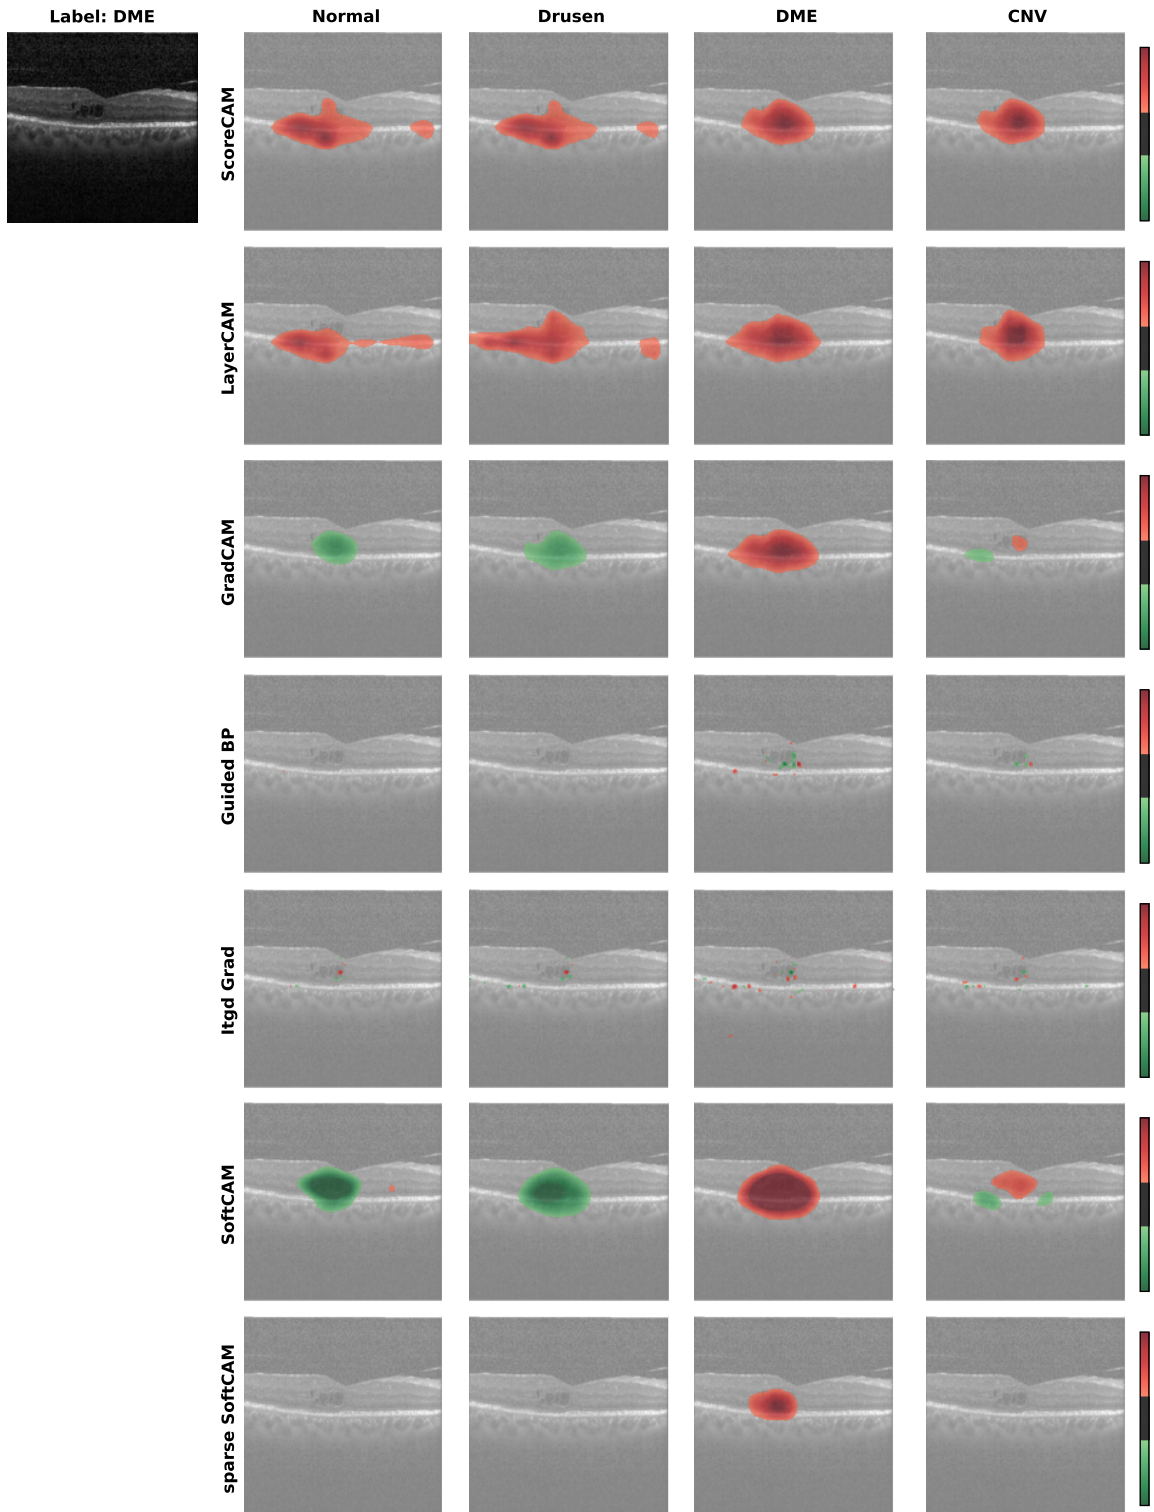 Label: DME
Normal
Drusen
DME
CNV
ScoreCAM
LayerCAM
GradCAM
Guided BP
Itgd Grad
SoftCAM
sparse SoftCAM